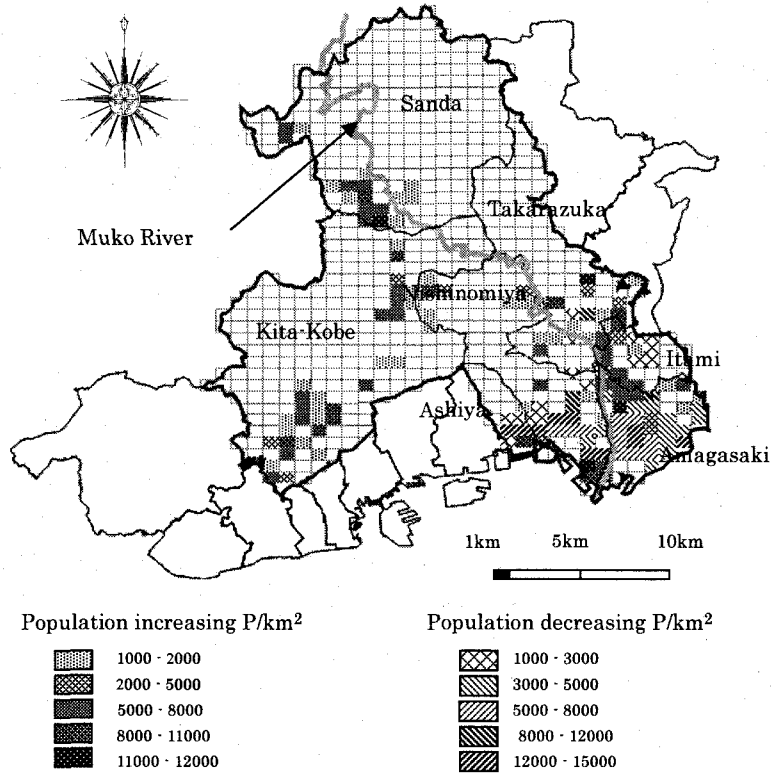 Sanda
Takarazuka
Muko River
Nishinomiya
Kita-Kobe
Itami
Ashiya
Amagasaki
1km 5km 10km
Population increasing P/km²
1000 - 2000
2000 - 5000
5000 - 8000
8000 - 11000
11000 - 12000
Population decreasing P/km²
1000 - 3000
3000 - 5000
5000 - 8000
8000 - 12000
12000 - 15000